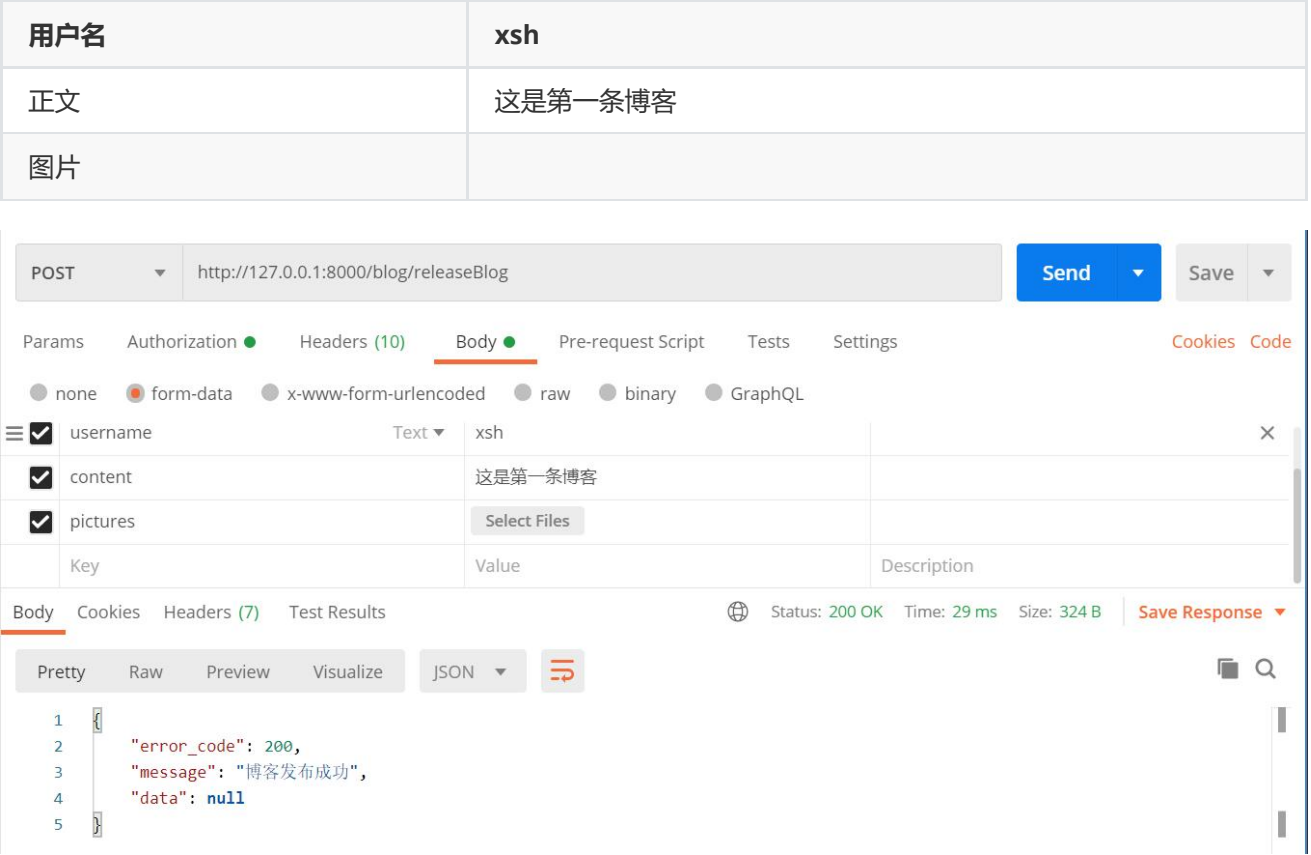 用户名 xsh
正文 这是第一条博客
图片
POST http://127.0.0.1:8000/blog/releaseBlog Send Save
Params Authorization Headers (10) Body Pre-request Script Tests Settings Cookies Code
none form-data x-www-form-urlencoded raw binary GraphQL
username Text xsh
content 这是第一条博客
pictures Select Files
Key Value Description
Body Cookies Headers (7) Test Results Status: 200 OK Time: 29 ms Size: 324 B Save Response
Pretty Raw Preview Visualize JSON
1 {
2 "error_code": 200,
3 "message": "博客发布成功",
4 "data": null
5 }